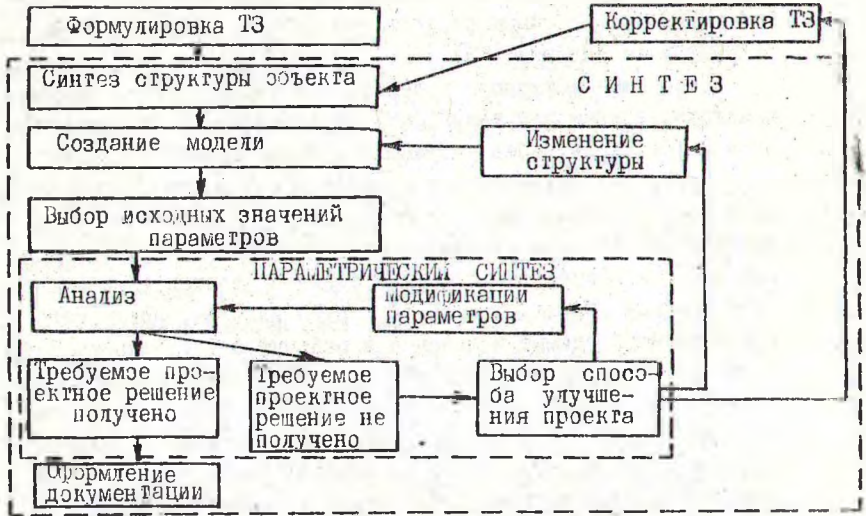 Формулировка ТЗ
Корректировка ТЗ
Синтез структуры объекта
СИНТЕЗ
Создание модели
Изменение
структуры
Выбор исходных значений
параметров
ПАРАМЕТРИЧЕСКИЙ СИНТЕЗ
Анализ
Модификации
параметров
Требуемое про-
ектное решение
получено
Требуемое
проектное
решение не
получено
Выбор спосо-
ба улучше-
ния проекта
Оформление
документации